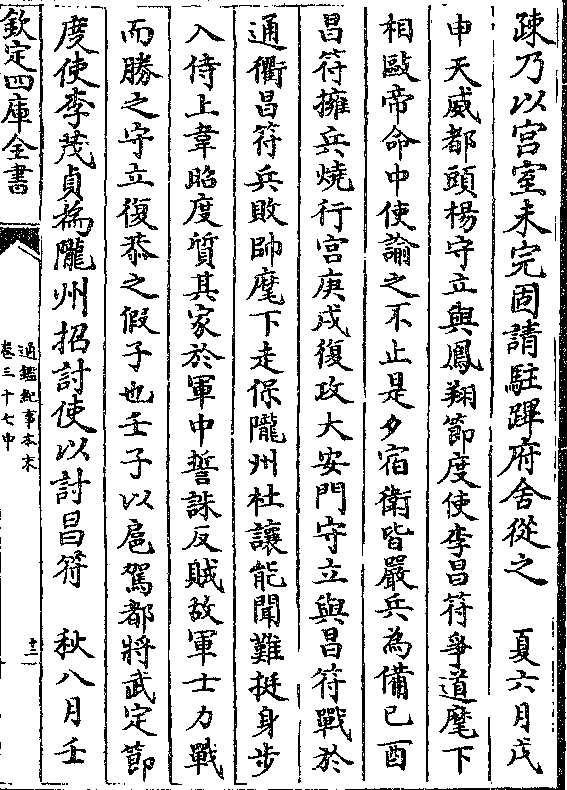 疎乃以宮室未完固請駐蹕府舍從之　夏六月戊
申天威都頭楊守立與鳳翔節度使李昌符爭道麾下
相毆帝命中使諭之不止是夕宿衛皆嚴兵為備已酉
昌符擁兵燒行宮庚戌復攻大安門守立與昌符戰於
通衢昌符兵敗帥麾下走保隴州杜讓能聞難挺身步
入侍上韋昭度質其家於軍中誓誅反賊故軍士力戰
而勝之守立復恭之假子也壬子以扈駕都將武定節
度使李茂貞為隴州招討使以討昌符　秋八月壬
欽定四庫全書
通鑑紀事本末
卷三十七中
十二